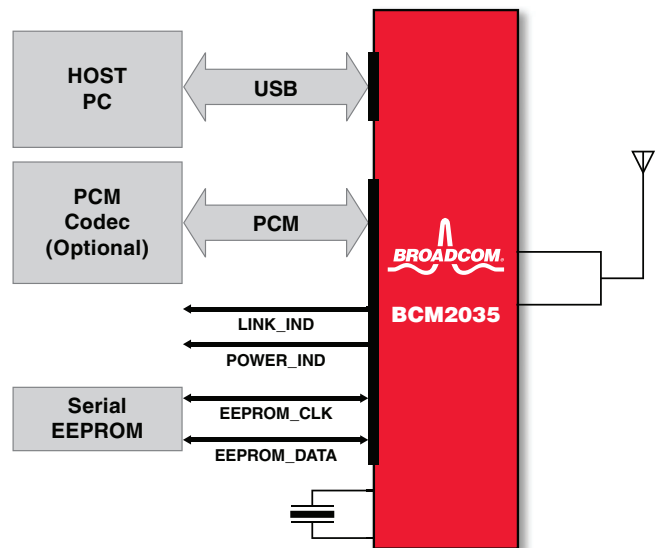 HOST
PC
USB
PCM
Codec
(Optional)
PCM
BROADCOM®
BCM2035
LINK_IND
POWER_IND
Serial
EEPROM
EEPROM_CLK
EEPROM_DATA